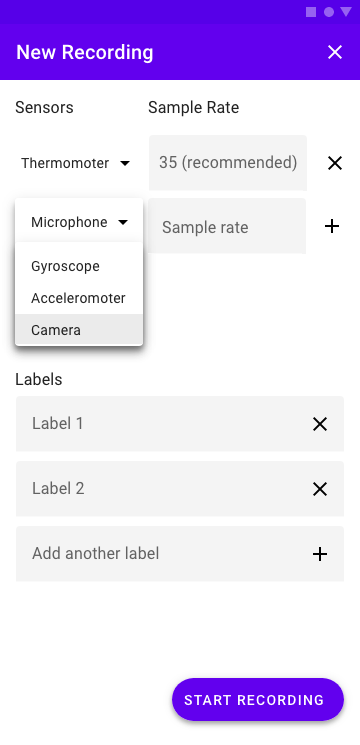 New Recording
Sensors Sample Rate
Thermomoter 35 (recommended)
Microphone Sample rate
Gyroscope
Acceleromoter
Camera
Labels
Label 1
Label 2
Add another label
START RECORDING